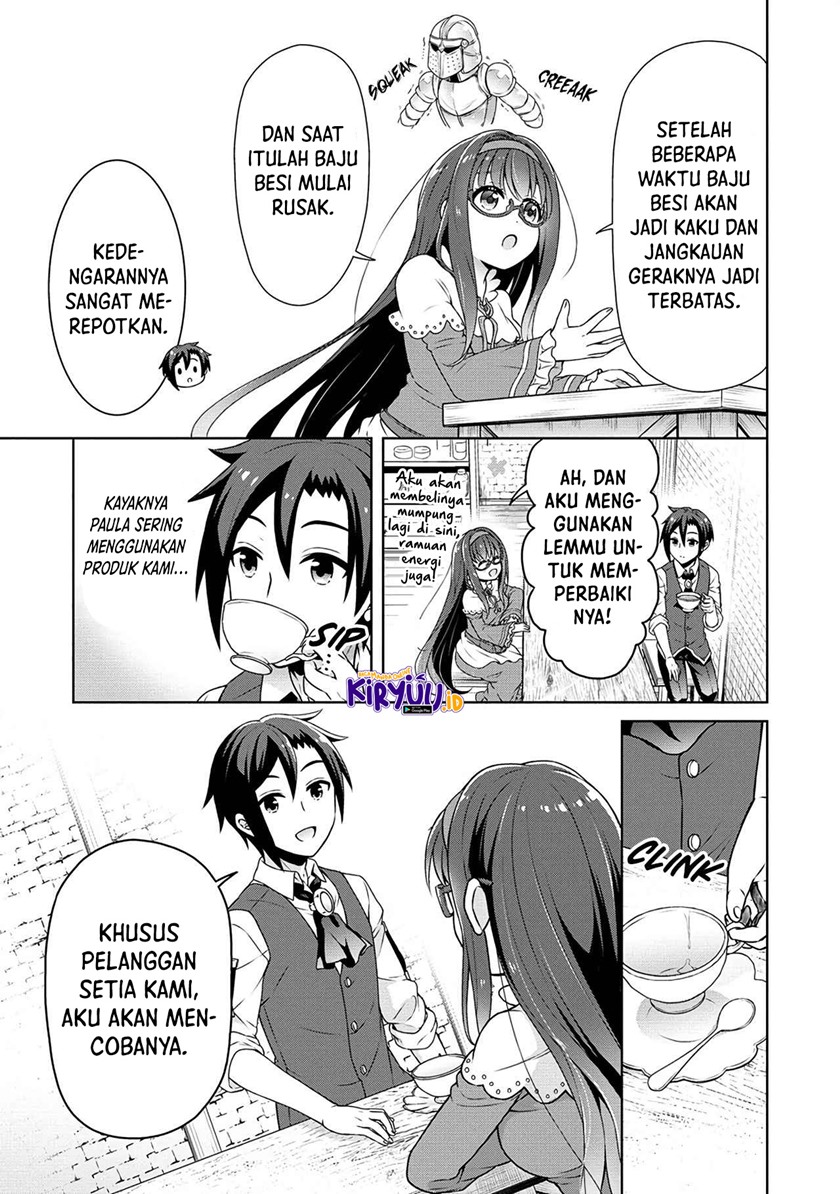 SETELAH
BEBERAPA
WAKTU BAJU
BESI AKAN
JADI KAKU DAN
JANGKAUAN
GERAKNYA JADI
TERBATAS.
CREEAAK
SQUEAK
DAN SAAT
ITULAH BAJU
BESI MULAI
RUSAK.
KEDE-
NGARANNYA
SANGAT ME-
REPOTKAN.
AH, DAN
AKU MENG-
GUNAKAN
LEMMU UN-
TUK MEM-
PERBAIKI
NYA!
Aku akan
membelinya
mumpung
lagi di sini,
ramuan
energi
juga!
KAYAKNYA
PAULA SERING
MENGGUNAKAN
PRODUK KAMI...
SIP
KIRYUU.ID
CLINK
KHUSUS
PELANGGAN
SETIA KAMI,
AKU AKAN MEN-
COBANYA.